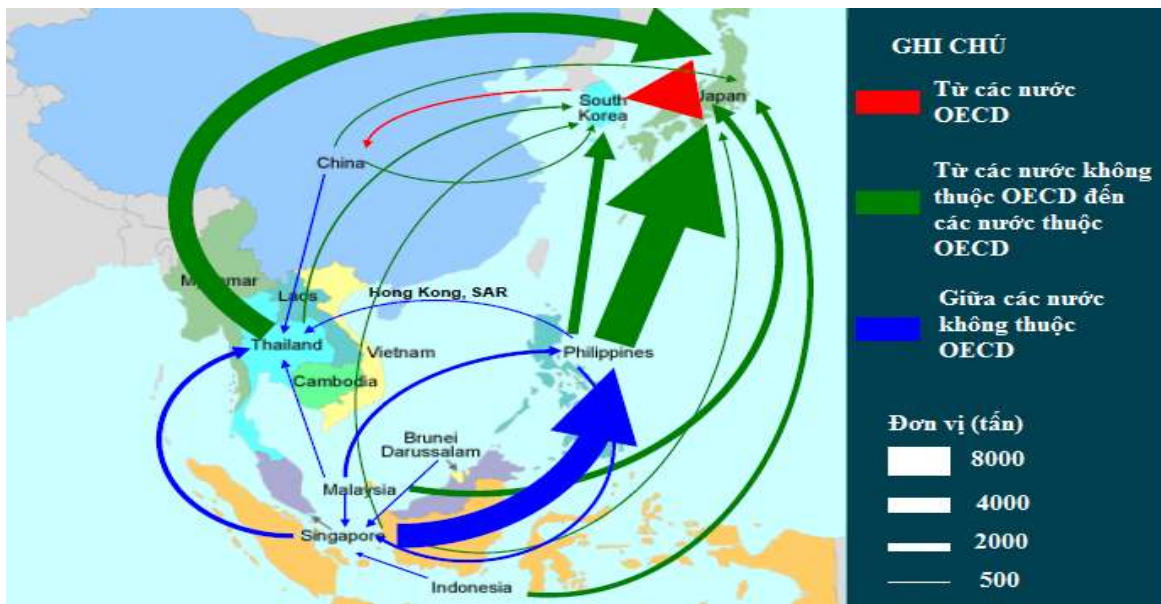 South
Korea
Japan
China
Myanmar
Laos
Hong Kong, SAR
Thailand
Vietnam
Philippines
Cambodia
Brunei
Darussalam
Malaysia
Singapore
Indonesia
GHI CHÚ
Từ các nước
OECD
Từ các nước không
thuộc OECD đến
các nước thuộc
OECD
Giữa các nước
không thuộc
OECD
Đơn vị (tấn)
8000
4000
2000
500